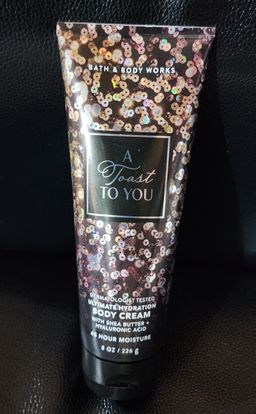 BATH & BODY WORKS
A
Toast
TO YOU
DERMATOLOGIST TESTED
ULTIMATE HYDRATION
BODY CREAM
WITH SHEA BUTTER +
HYALURONIC ACID
48 HOUR MOISTURE
8 OZ / 226 g